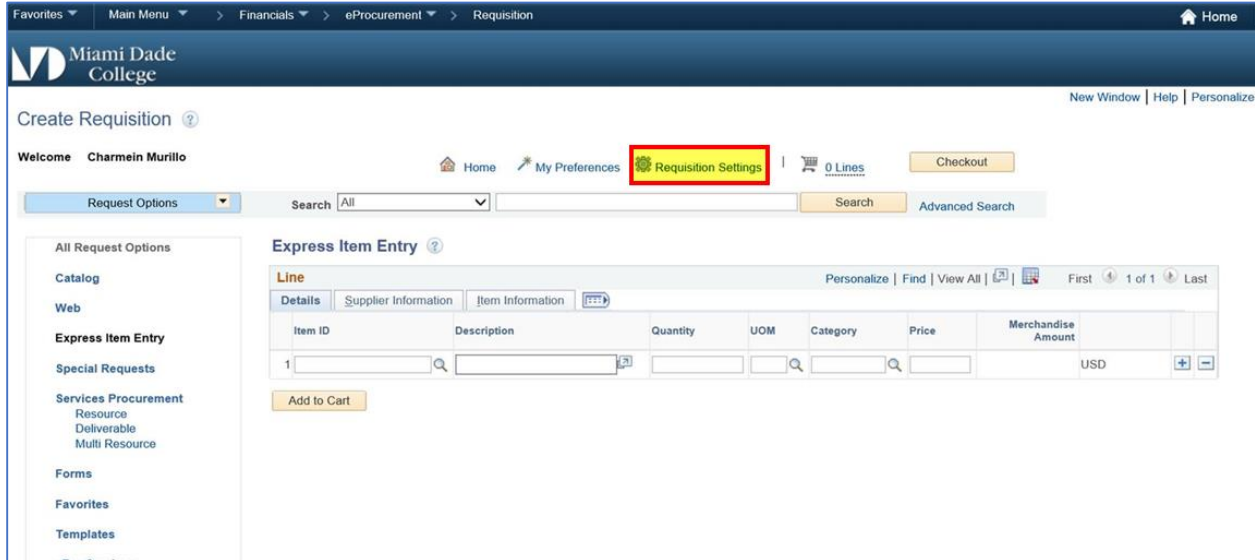 Favorites Main Menu > Financials > eProcurement > Requisition Home
Miami Dade
College
New Window | Help | Personalize
Create Requisition ?
Welcome Charmein Murillo Home My Preferences Requisition Settings | 0 Lines Checkout
Request Options Search All Search Advanced Search
All Request Options
Catalog
Web
Express Item Entry
Special Requests
Services Procurement
Resource
Deliverable
Multi Resource
Forms
Favorites
Templates
Express Item Entry ?
Line Personalize | Find | View All | | First 1 of 1 Last
Details Supplier Information Item Information
Item ID Description Quantity UOM Category Price Merchandise Amount
1 USD + -
Add to Cart